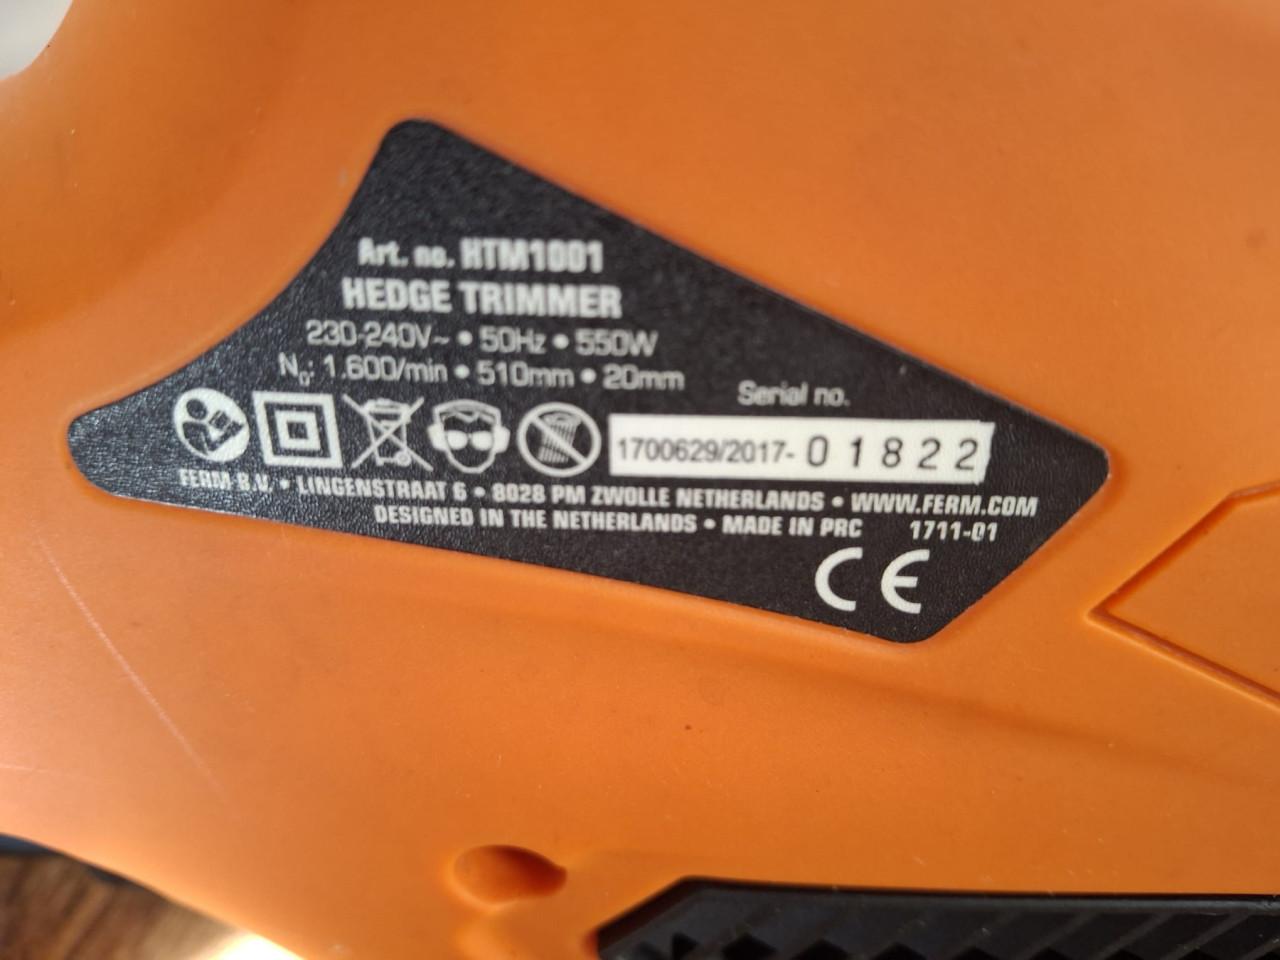 Art. no. HTM1001
HEDGE TRIMMER
230-240V~ • 50Hz • 550W
N₀: 1.600/min • 510mm • 20mm
Serial no.
1700629/2017- 01822
FERM B.V. • LINGENSTRAAT 6 • 8028 PM ZWOLLE NETHERLANDS • WWW.FERM.COM
DESIGNED IN THE NETHERLANDS • MADE IN PRC 1711-01
CE